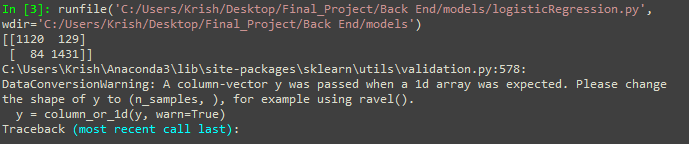 In [3]: runfile('C:/Users/Krish/Desktop/Final_Project/Back End/models/logisticRegression.py',
wdir='C:/Users/Krish/Desktop/Final_Project/Back End/models')
[[1120  129]
 [  84 1431]]
C:\Users\Krish\Anaconda3\lib\site-packages\sklearn\utils\validation.py:578:
DataConversionWarning: A column-vector y was passed when a 1d array was expected. Please change
the shape of y to (n_samples, ), for example using ravel().
  y = column_or_1d(y, warn=True)
Traceback (most recent call last):